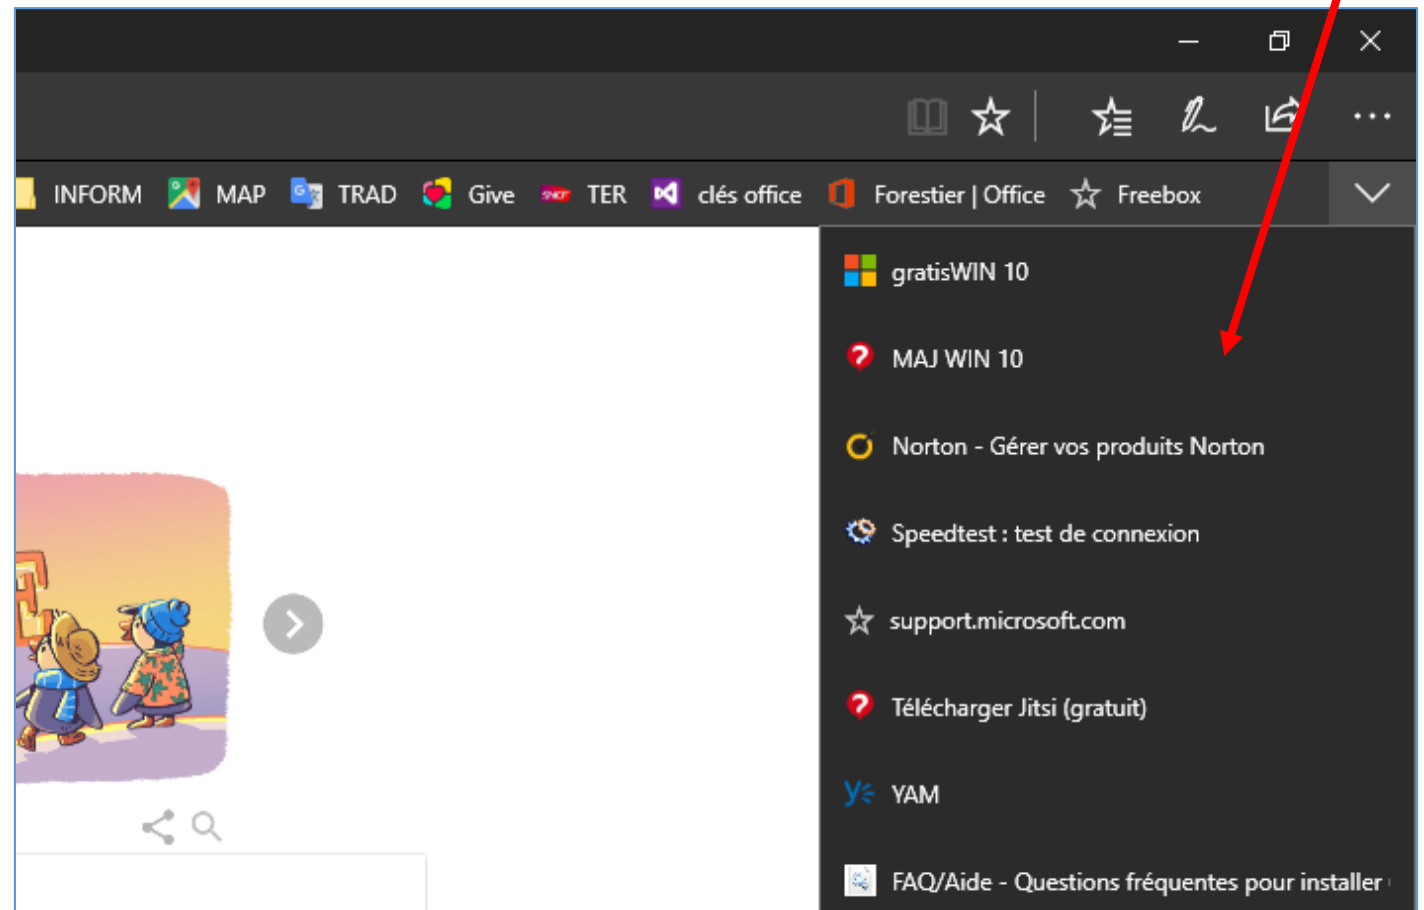 INFORM MAP TRAD Give TER clés office Forestier | Office Freebox
gratisWIN 10
MAJ WIN 10
Norton - Gérer vos produits Norton
Speedtest : test de connexion
support.microsoft.com
Télécharger Jitsi (gratuit)
YAM
FAQ/Aide - Questions fréquentes pour installer